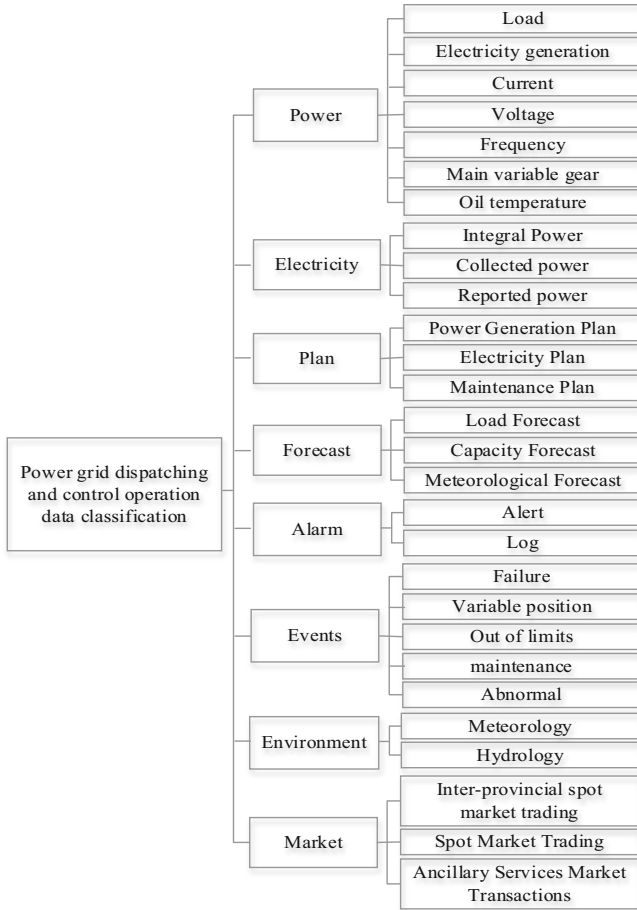 Load
Electricity generation
Current
Power
Voltage
Frequency
Main variable gear
Oil temperature
Integral Power
Electricity
Collected power
Reported power
Power Generation Plan
Plan
Electricity Plan
Maintenance Plan
Load Forecast
Forecast
Capacity Forecast
Meteorological Forecast
Power grid dispatching
and control operation
data classification
Alert
Alarm
Log
Failure
Variable position
Events
Out of limits
maintenance
Abnormal
Meteorology
Environment
Hydrology
Inter-provincial spot
market trading
Market
Spot Market Trading
Ancillary Services Market
Transactions